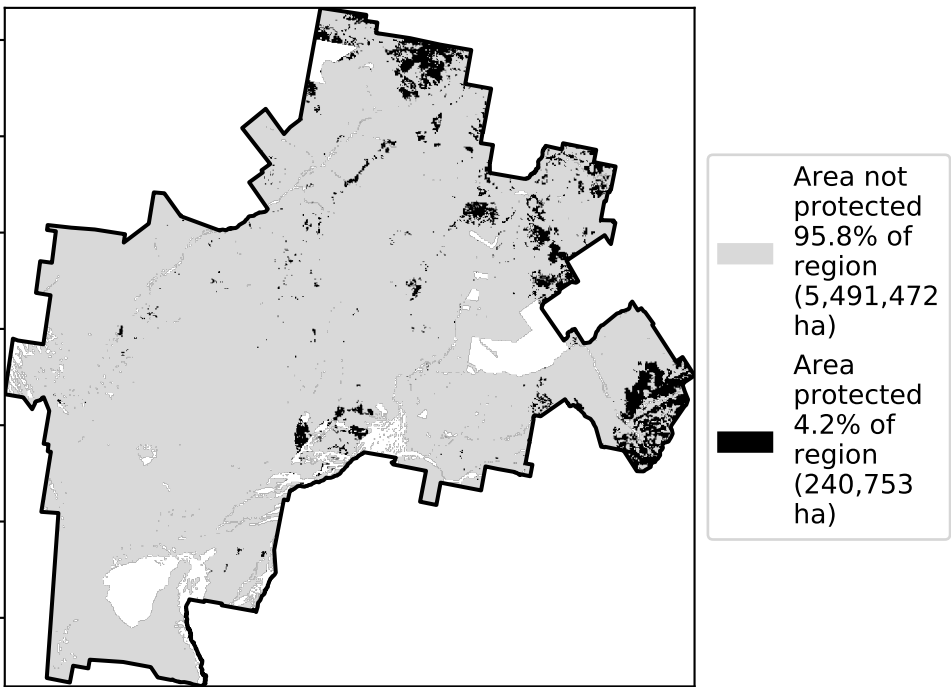 Area not
protected
95.8% of
region
(5,491,472
ha)
Area
protected
4.2% of
region
(240,753
ha)